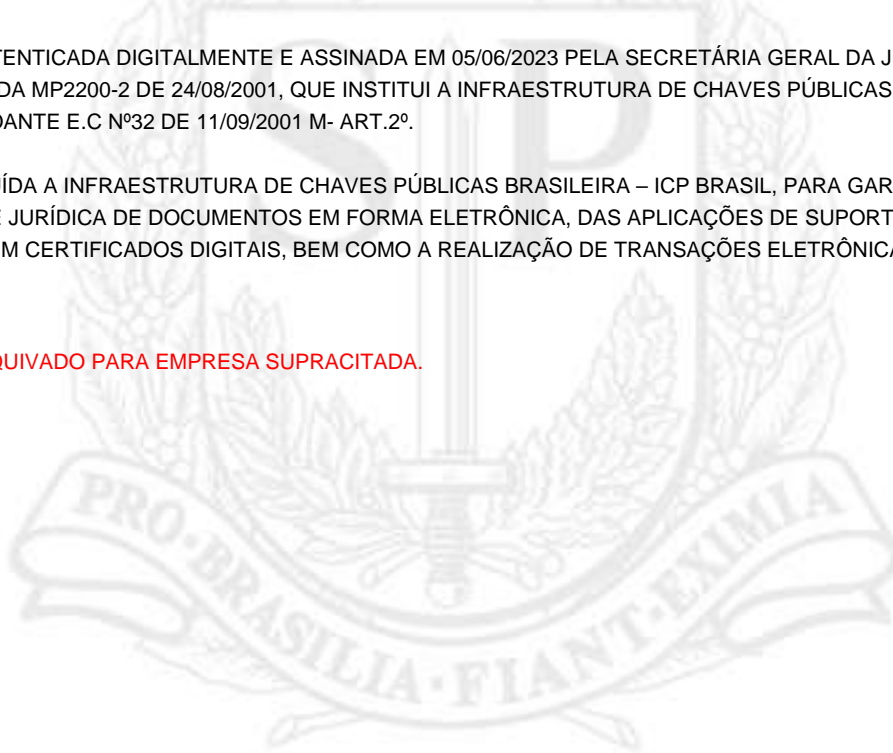 TENTICADA DIGITALMENTE E ASSINADA EM 05/06/2023 PELA SECRETÁRIA GERAL DA J
DA MP2200-2 DE 24/08/2001, QUE INSTITUI A INFRAESTRUTURA DE CHAVES PÚBLICAS
DANTE E.C Nº32 DE 11/09/2001 M- ART.2º.
ÍDA A INFRAESTRUTURA DE CHAVES PÚBLICAS BRASILEIRA – ICP BRASIL, PARA GAR
E JURÍDICA DE DOCUMENTOS EM FORMA ELETRÔNICA, DAS APLICAÇÕES DE SUPORT
M CERTIFICADOS DIGITAIS, BEM COMO A REALIZAÇÃO DE TRANSAÇÕES ELETRÔNICA
QUIVADO PARA EMPRESA SUPRACITADA.
SP
PRO·BRASILIA·FIANT·EXIMIA